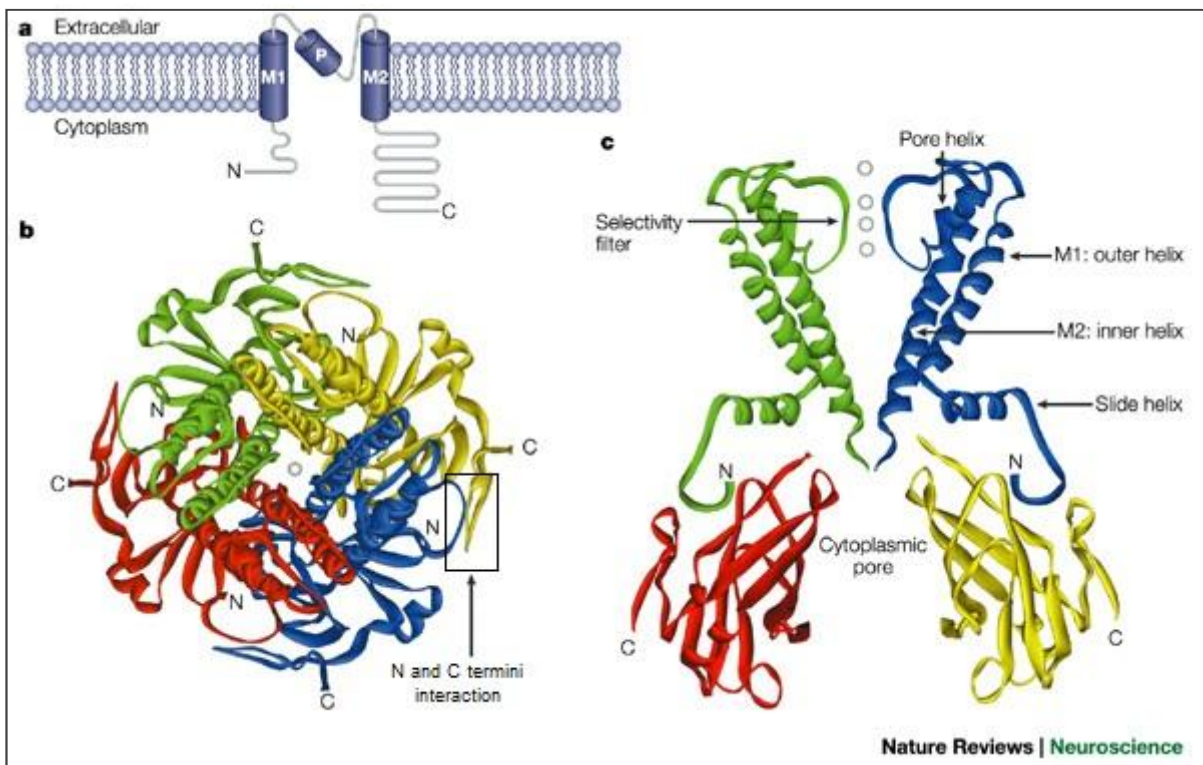 a
Extracellular
M1
P
M2
Cytoplasm
N
C
b
C
N
N
C
C
N
N
C
N and C termini
interaction
c
Pore helix
Selectivity
filter
M1: outer helix
M2: inner helix
Slide helix
N
N
Cytoplasmic
pore
C
C
Nature Reviews | Neuroscience